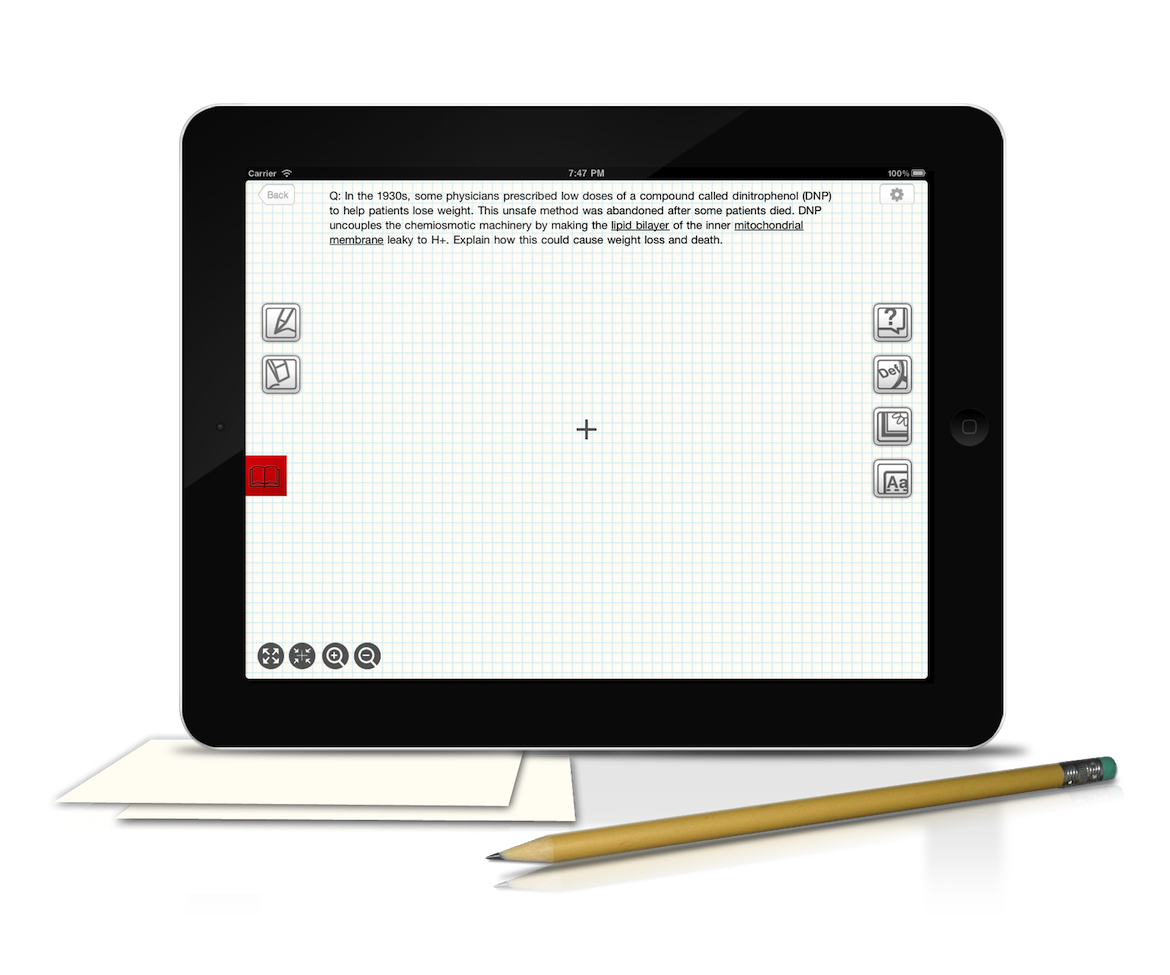 Carrier 7:47 PM 100%
Back
Q: In the 1930s, some physicians prescribed low doses of a compound called dinitrophenol (DNP)
to help patients lose weight. This unsafe method was abandoned after some patients died. DNP
uncouples the chemiosmotic machinery by making the lipid bilayer of the inner mitochondrial
membrane leaky to H+. Explain how this could cause weight loss and death.
?
Def
Aa